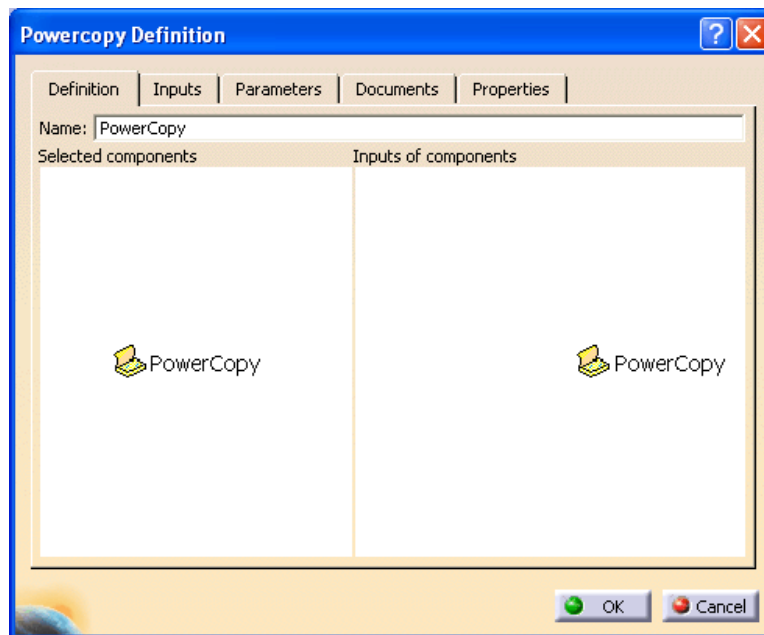 Powercopy Definition
Definition Inputs Parameters Documents Properties
Name: PowerCopy
Selected components Inputs of components
PowerCopy PowerCopy
OK Cancel